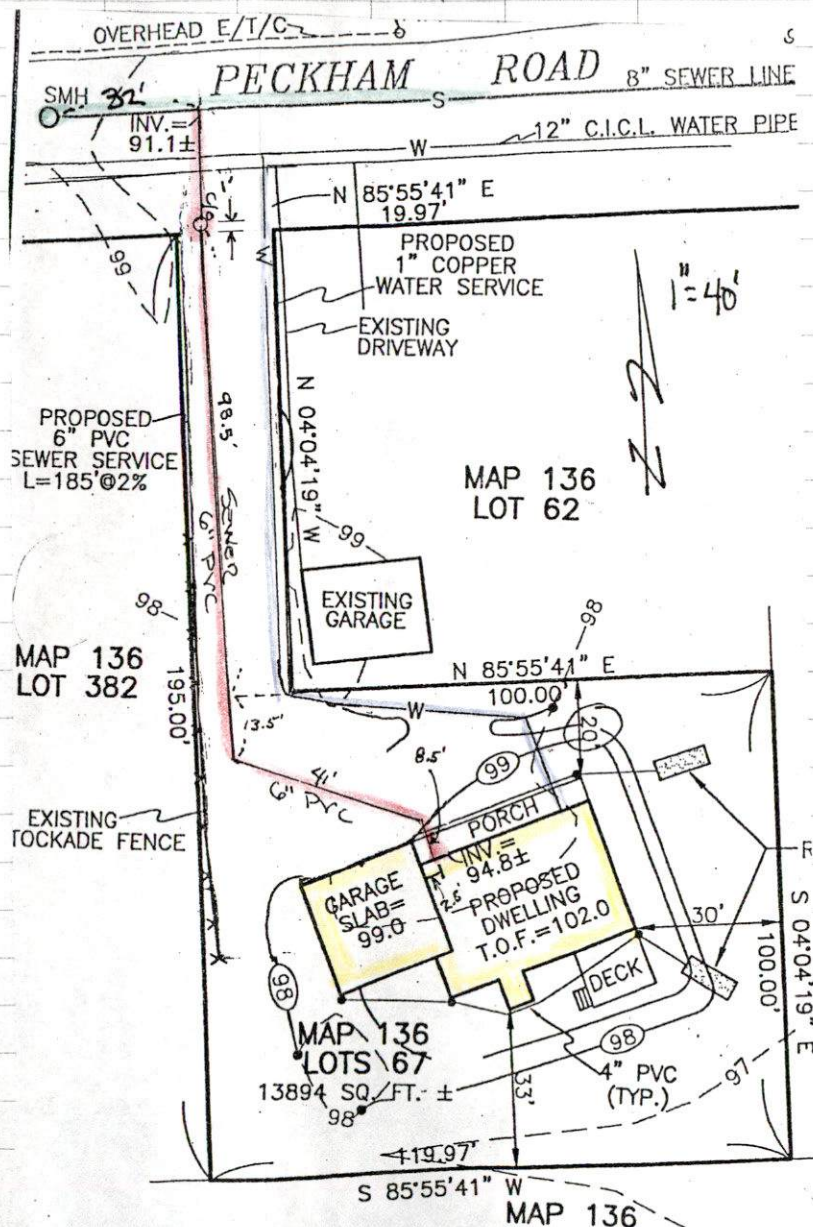 OVERHEAD E/T/C
PECKHAM ROAD
8" SEWER LINE
SMH
32'
S
INV.=
91.1±
12" C.I.C.L. WATER PIPE
W
N 85°55'41" E
19.97'
1'
C/O
99
W
PROPOSED
1" COPPER
WATER SERVICE
1"=40'
EXISTING
DRIVEWAY
N 04°04'19" W
PROPOSED
6" PVC
SEWER SERVICE
L=185'@2%
98.5'
SEWER
6" PVC
MAP 136
LOT 62
99
98
EXISTING
GARAGE
98
MAP 136
LOT 382
195.00'
N 85°55'41" E
100.00'
W
13.5'
20'
8.5'
99
41'
6" PVC
PORCH
EXISTING
TOCKADE FENCE
INV.=
94.8±
2.5'
GARAGE
SLAB=
99.0
PROPOSED
DWELLING
T.O.F.=102.0
30'
S 04°04'19" E
100.00'
DECK
98
MAP 136
LOTS 67
13894 SQ./FT. ±
98
98
97
4" PVC
(TYP.)
33'
119.97'
S 85°55'41" W
MAP 136